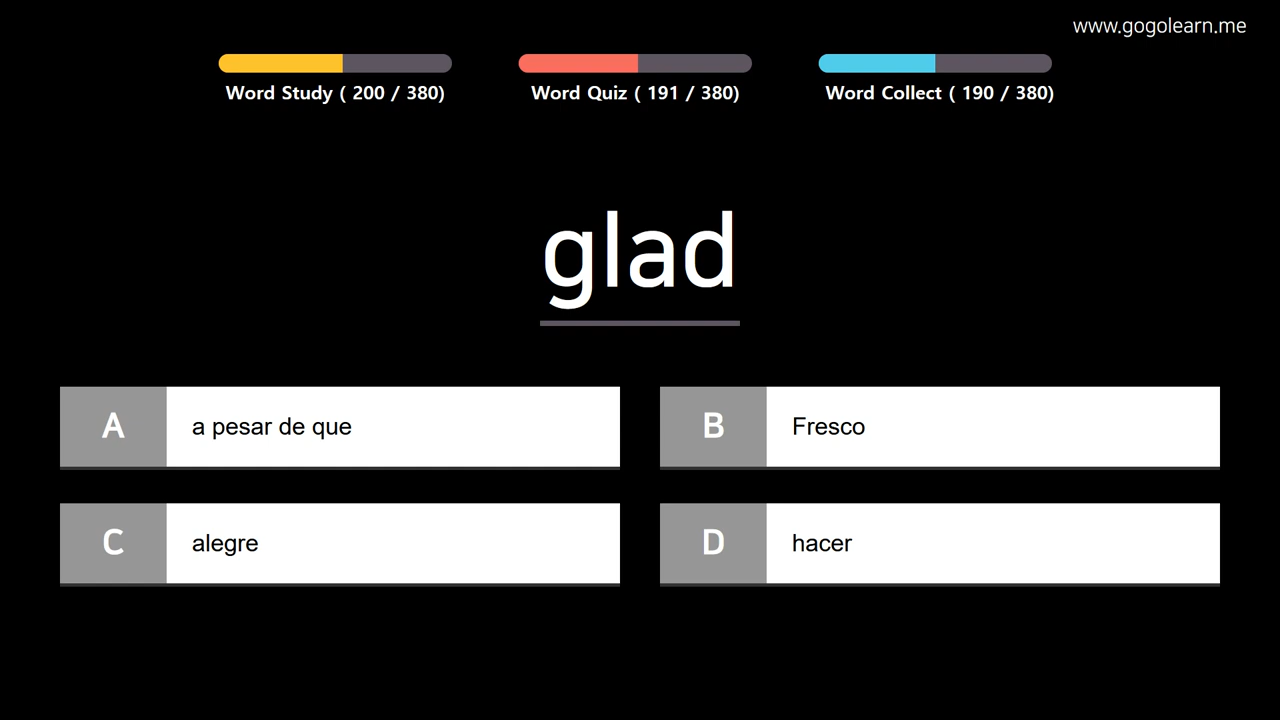 www.gogolearn.me
Word Study ( 200 / 380)
Word Quiz ( 191 / 380)
Word Collect ( 190 / 380)
glad
A a pesar de que
B Fresco
C alegre
D hacer